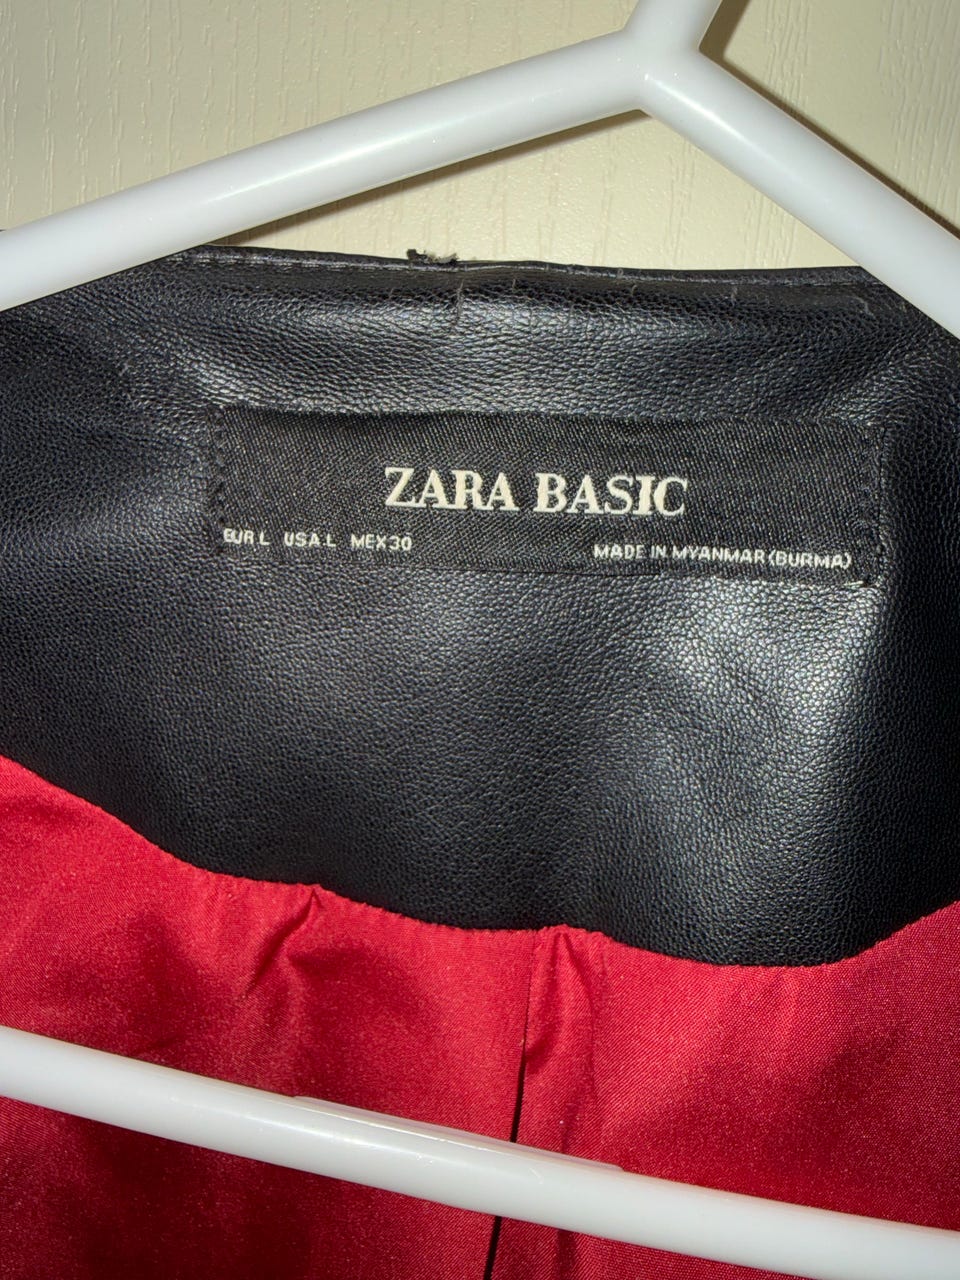 ZARA BASIC
EUR L USA L MEX 30
MADE IN MYANMAR (BURMA)